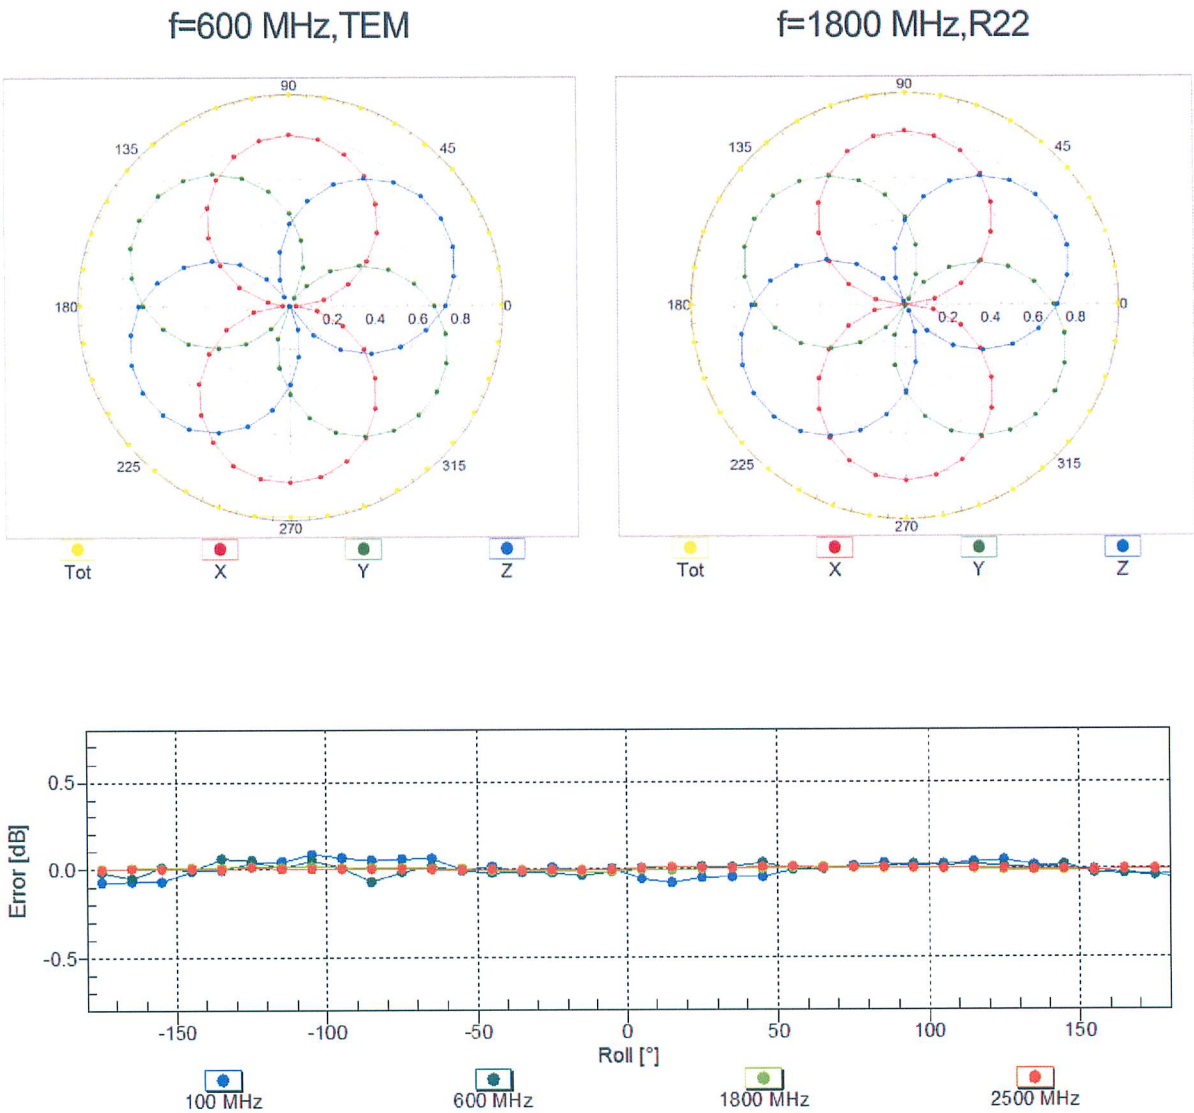 f=600 MHz,TEM
f=1800 MHz,R22
90
135
45
180
0
0.2 0.4 0.6 0.8
225
315
270
Tot X Y Z
90
135
45
180
0
0.2 0.4 0.6 0.8
225
315
270
Tot X Y Z
Error [dB]
0.5
0.0
-0.5
-150 -100 -50 0 50 100 150
Roll [°]
100 MHz 600 MHz 1800 MHz 2500 MHz